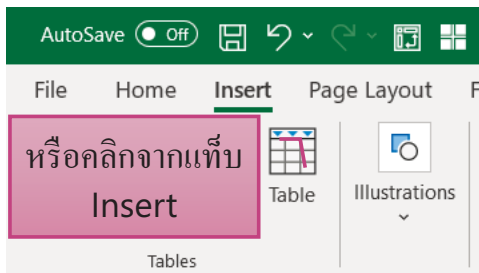 AutoSave Off
File Home Insert Page Layout F
หรือคลิกจากแท็บ
Insert
Table
Illustrations
Tables